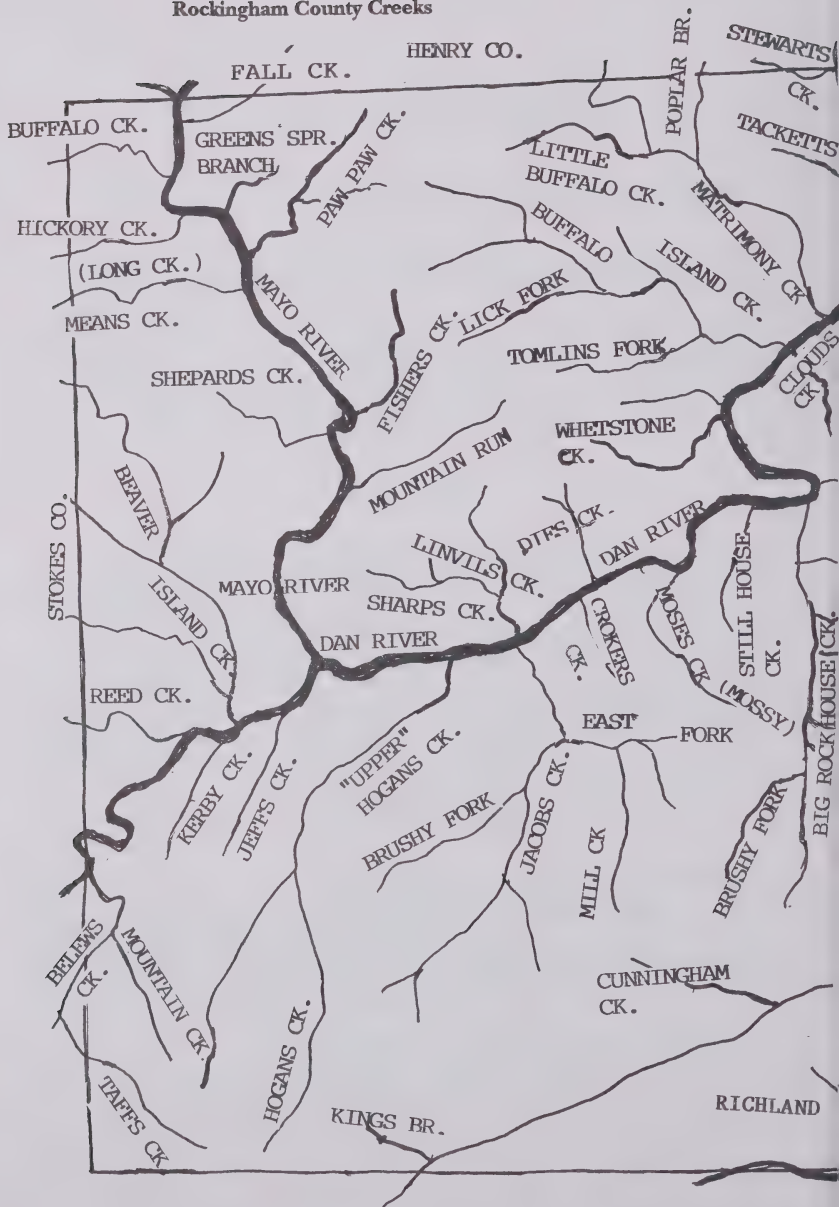 Rockingham County Creeks
HENRY CO.
FALL CK.
POPLAR BR.
STEWARTS
CK.
TACKETTS
BUFFALO CK.
GREENS SPR.
BRANCH
PAW PAW CK.
LITTLE
BUFFALO CK.
MATRIMONY CK
HICKORY CK.
(LONG CK.)
MEANS CK.
MAYO RIVER
BUFFALO
ISLAND CK.
LICK FORK
FISHERS CK.
TOMLINS FORK
CLOUDS
CK
SHEPARDS CK.
WHETSTONE
CK.
MOUNTAIN RUN
BEAVER
STOKES CO.
ISLAND CK.
MAYO RIVER
LINVILS CK.
SHARPS CK.
DAN RIVER
CROKERS
CK.
MOSES CK (MOSSY)
STILL HOUSE
CK.
BIG ROCK HOUSE CK.
DAN RIVER
REED CK.
KERBY CK.
JEFFS CK.
"UPPER"
HOGANS CK.
EAST FORK
BRUSHY FORK
JACOBS CK.
MILL CK
BRUSHY FORK
BELEWS
CK.
MOUNTAIN CK.
HOGANS CK.
CUNNINGHAM
CK.
TAFFS CK
KINGS BR.
RICHLAND